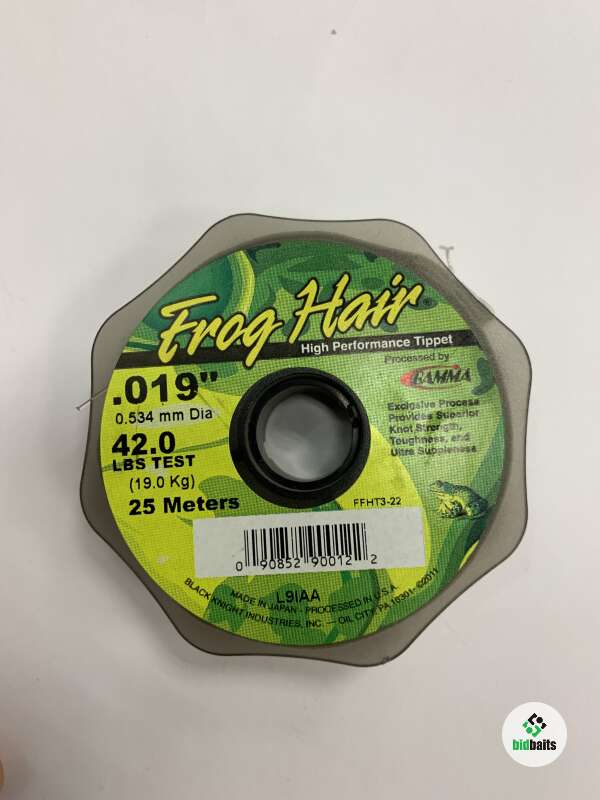 Frog Hair®
High Performance Tippet
Processed by
GAMMA
.019"
0.534 mm Dia
Exclgsive Process
Provides Superior
Knot Strength,
Toughness, and
Ultra Suppleness
42.0
LBS TEST
(19.0 Kg)
25 Meters
FFHT3-22
0 90852 90012 2
L9IAA
MADE IN JAPAN - PROCESSED IN U.S.A.
BLACK KNIGHT INDUSTRIES, INC. — OIL CITY, PA 16301 ©2011
bidbaits